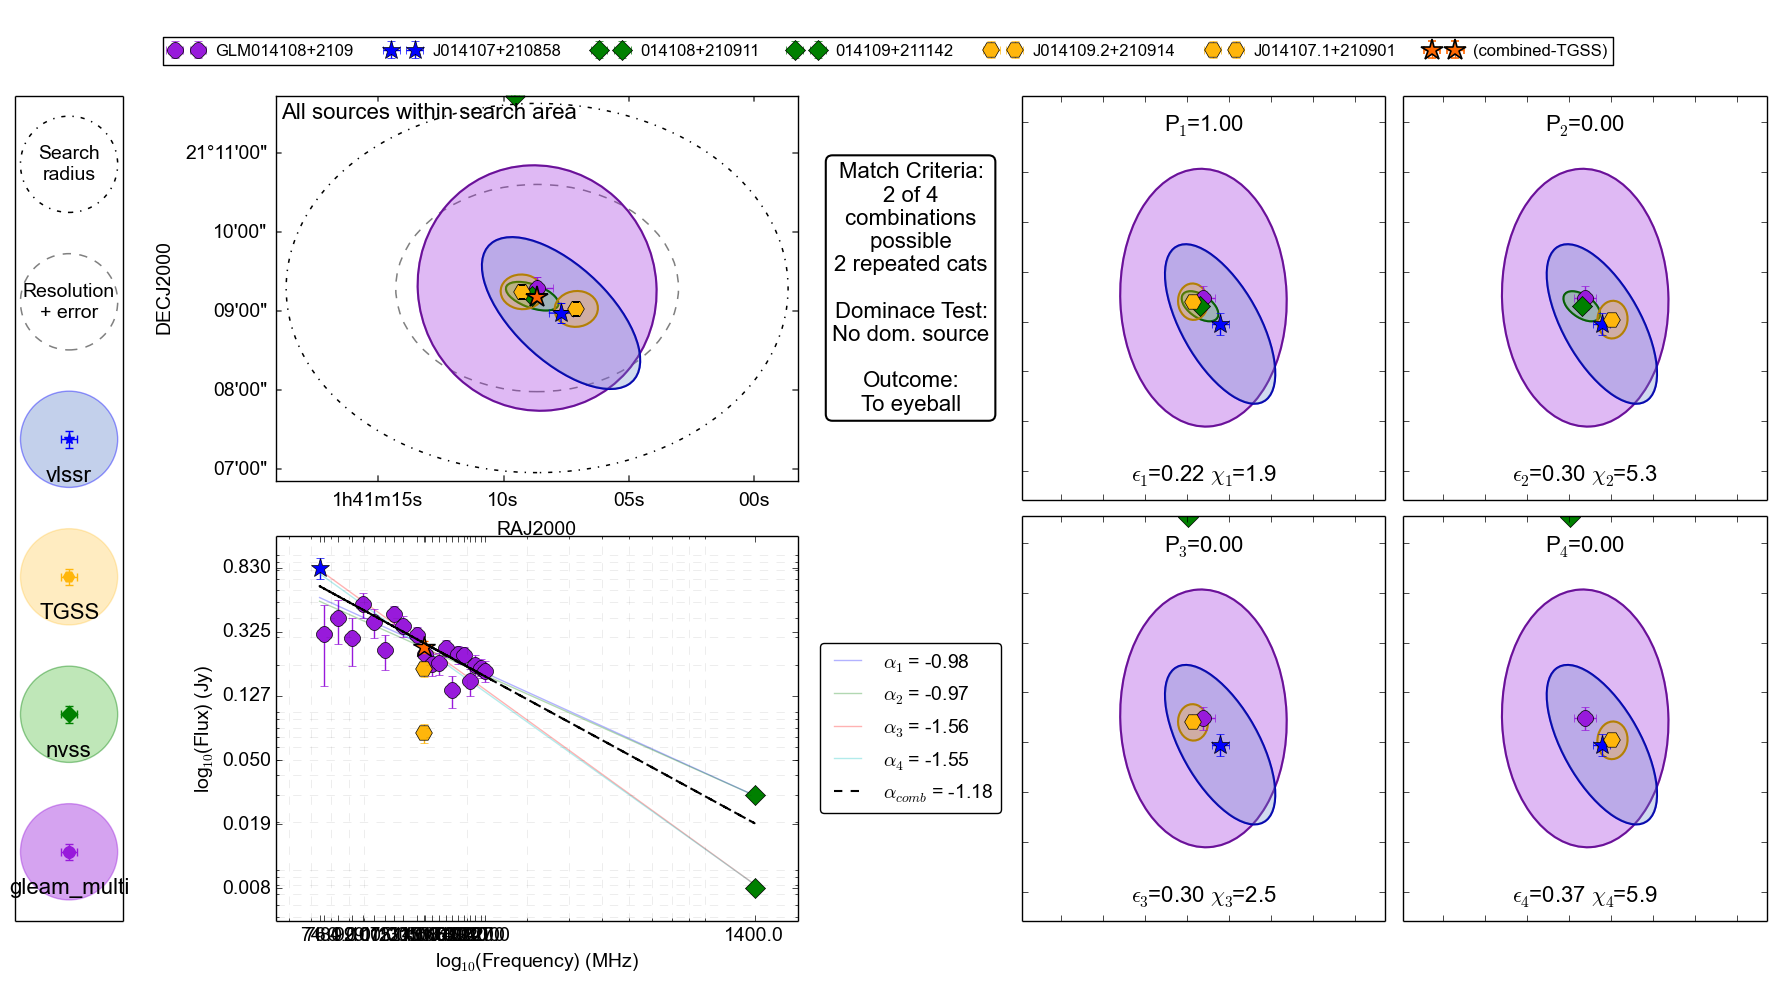 GLM014108+2109 J014107+210858 014108+210911 014109+211142 J014109.2+210914 J014107.1+210901 (combined-TGSS)
Search
radius
Resolution
+ error
vlssr
TGSS
nvss
gleam_multi
All sources within search area
DECJ2000
21°11'00"
10'00"
09'00"
08'00"
07'00"
1h41m15s 10s 05s 00s
RAJ2000
Match Criteria:
2 of 4
combinations
possible
2 repeated cats
Dominace Test:
No dom. source
Outcome:
To eyeball
P1=1.00
ϵ1=0.22 χ1=1.9
P2=0.00
ϵ2=0.30 χ2=5.3
P3=0.00
ϵ3=0.30 χ3=2.5
P4=0.00
ϵ4=0.37 χ4=5.9
log10(Flux) (Jy)
0.830
0.325
0.127
0.050
0.019
0.008
1400.0
log10(Frequency) (MHz)
α1 = -0.98
α2 = -0.97
α3 = -1.56
α4 = -1.55
αcomb = -1.18